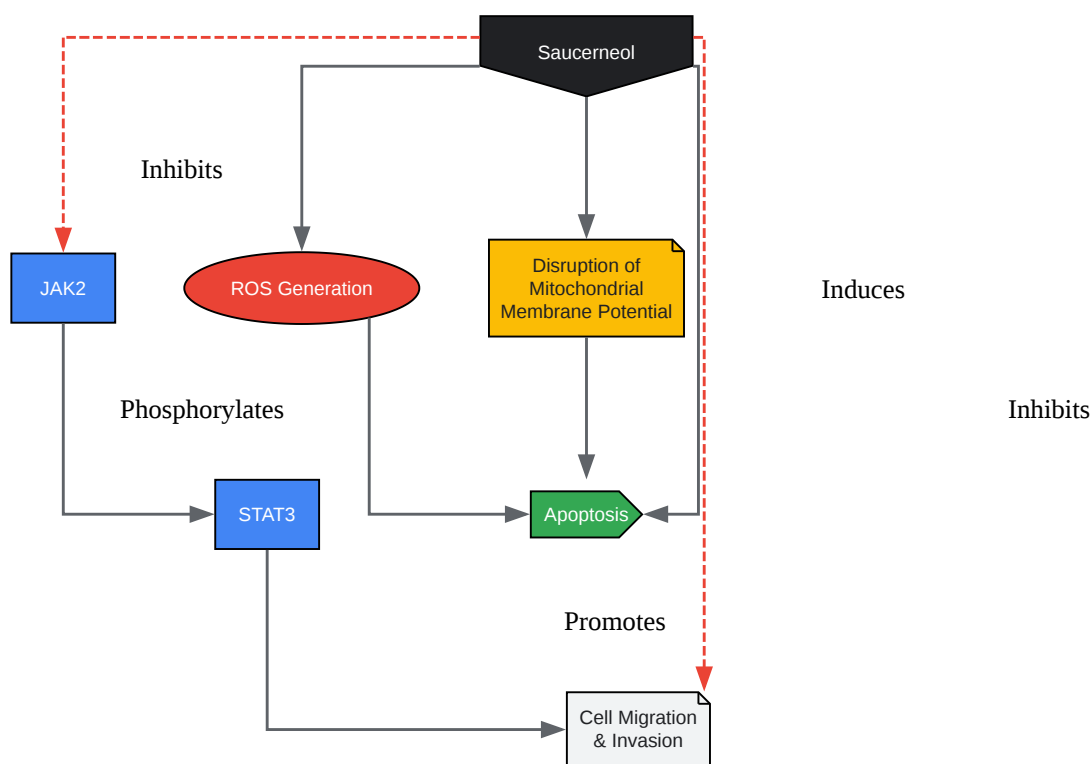 Saucerneol
Inhibits
JAK2
ROS Generation
Disruption of
Mitochondrial
Membrane Potential
Induces
Phosphorylates
Inhibits
STAT3
Apoptosis
Promotes
Cell Migration
& Invasion